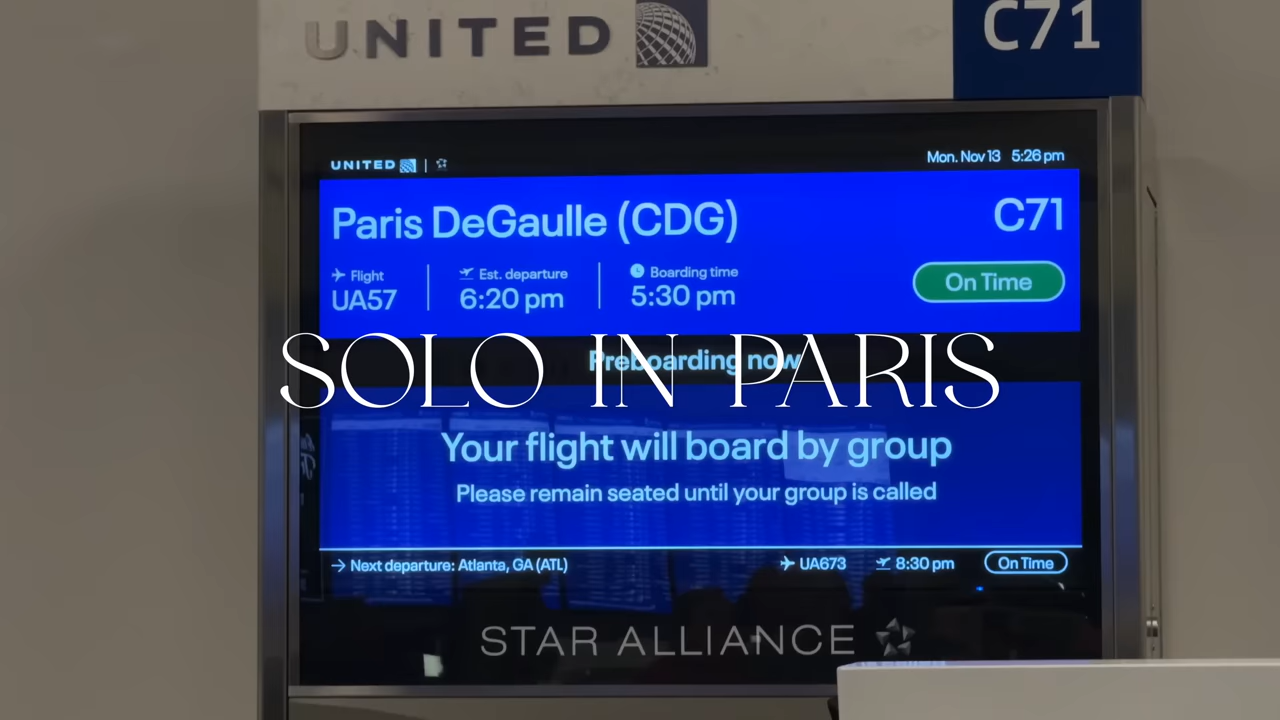 UNITED
C71
UNITED
Mon. Nov 13 5:26 pm
Paris DeGaulle (CDG)
C71
Flight
Est. departure
Boarding time
UA57
6:20 pm
5:30 pm
On Time
Preboarding now
SOLO IN PARIS
Your flight will board by group
Please remain seated until your group is called
→ Next departure: Atlanta, GA (ATL)
UA673
8:30 pm
On Time
STAR ALLIANCE